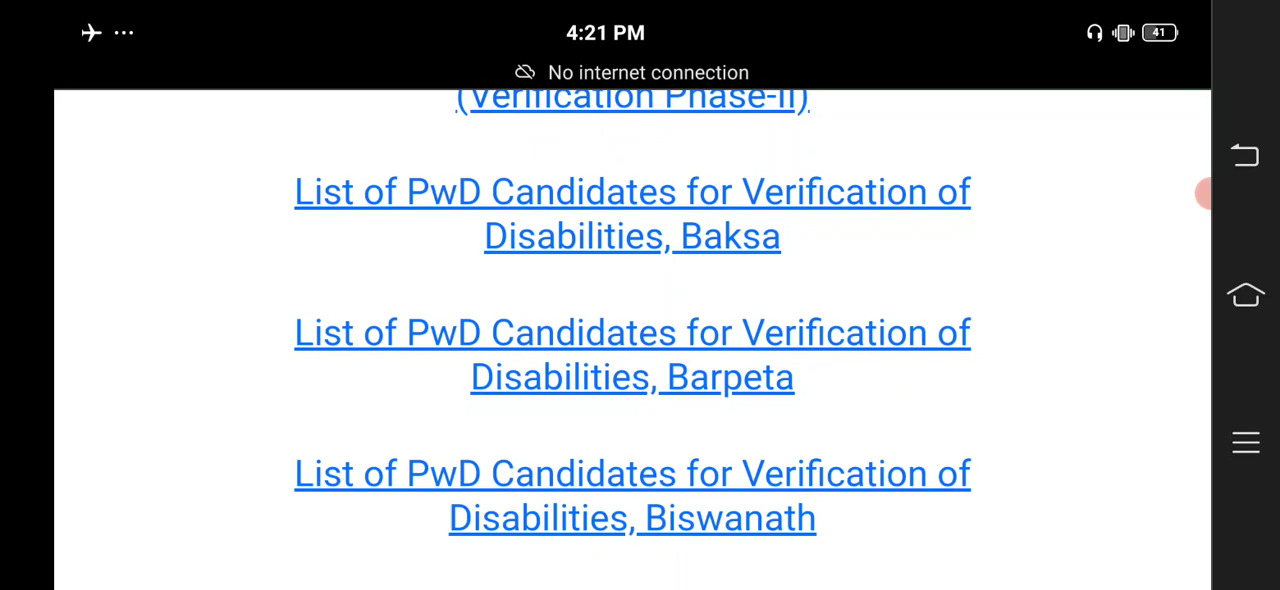 4:21 PM
41
No internet connection
(Verification Phase-II)
List of PwD Candidates for Verification of
Disabilities, Baksa
List of PwD Candidates for Verification of
Disabilities, Barpeta
List of PwD Candidates for Verification of
Disabilities, Biswanath